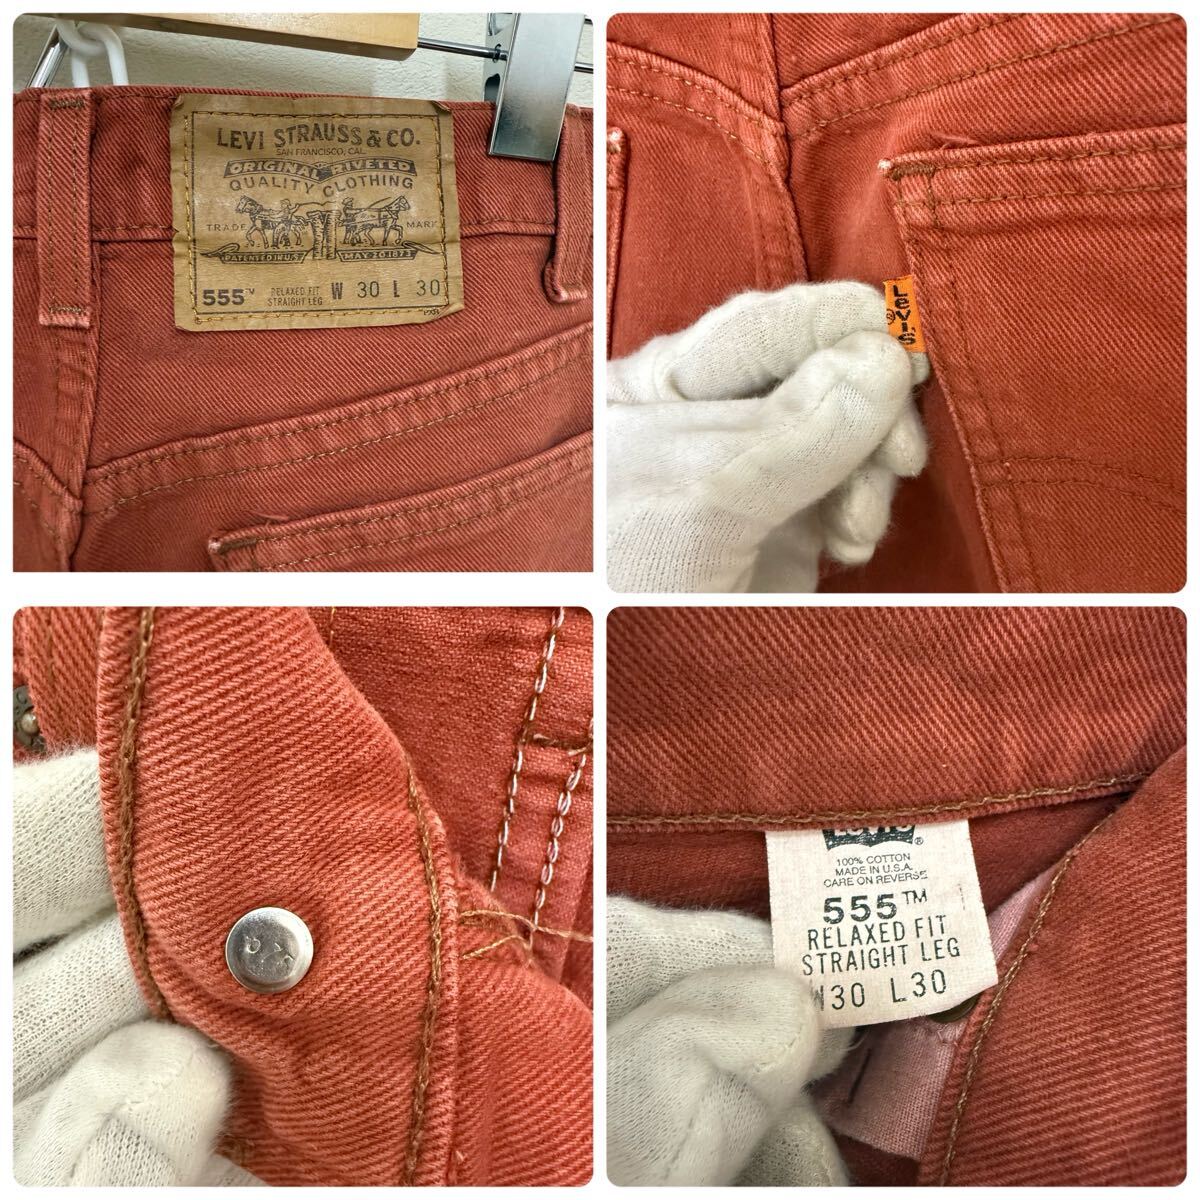 LEVI STRAUSS & CO.
SAN FRANCISCO, CAL.
ORIGINAL RIVETED
QUALITY CLOTHING
TRADE MARK
PATENTED IN U.S. MAY 20, 1873
555™ RELAXED FIT STRAIGHT LEG W 30 L 30
LEVI'S ®
®
100% COTTON
MADE IN U.S.A.
CARE ON REVERSE
555™
RELAXED FIT
STRAIGHT LEG
W30 L30